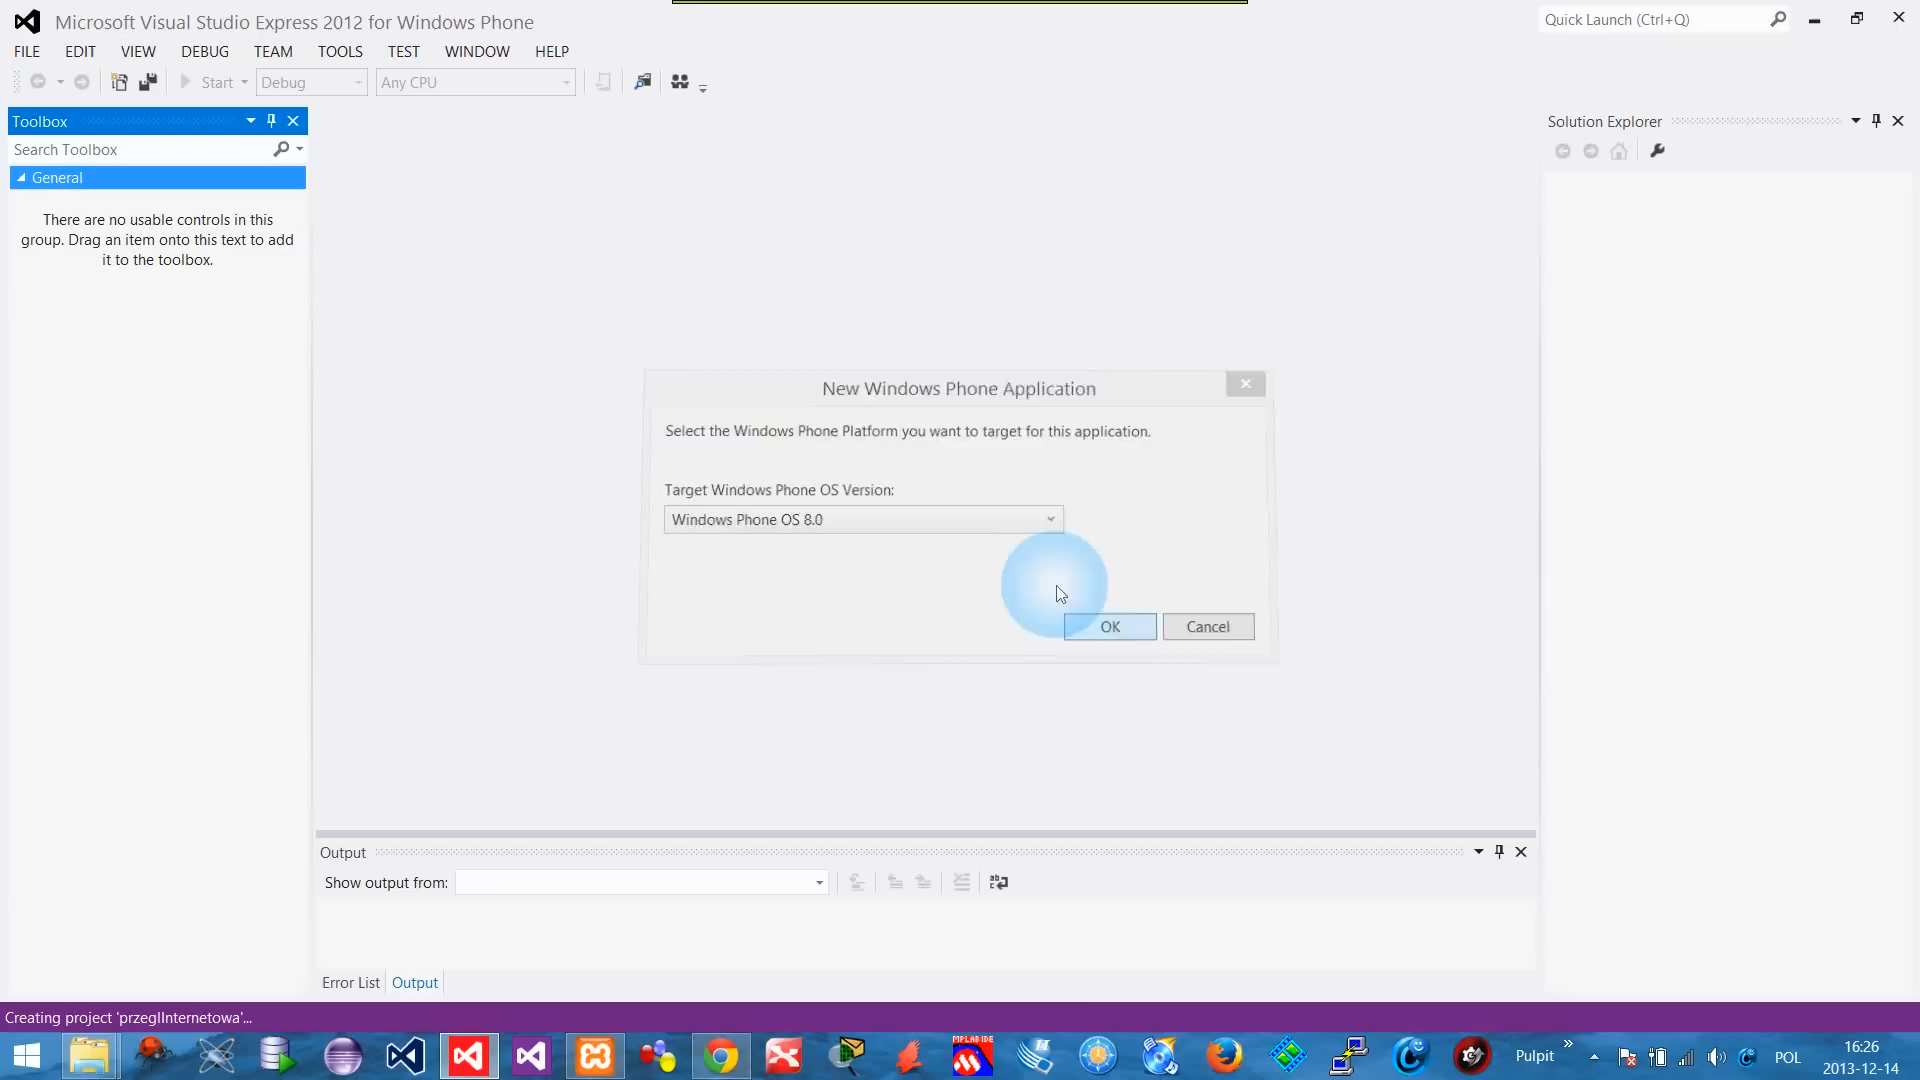 Microsoft Visual Studio Express 2012 for Windows Phone
Quick Launch (Ctrl+Q)
FILE EDIT VIEW DEBUG TEAM TOOLS TEST WINDOW HELP
Start Debug Any CPU
Toolbox
Search Toolbox
General
There are no usable controls in this
group. Drag an item onto this text to add
it to the toolbox.
Solution Explorer
New Windows Phone Application
Select the Windows Phone Platform you want to target for this application.
Target Windows Phone OS Version:
Windows Phone OS 8.0
OK Cancel
Output
Show output from:
Error List Output
Creating project 'przeglInternetowa'...
MPLAB IDE
Pulpit
POL
16:26
2013-12-14